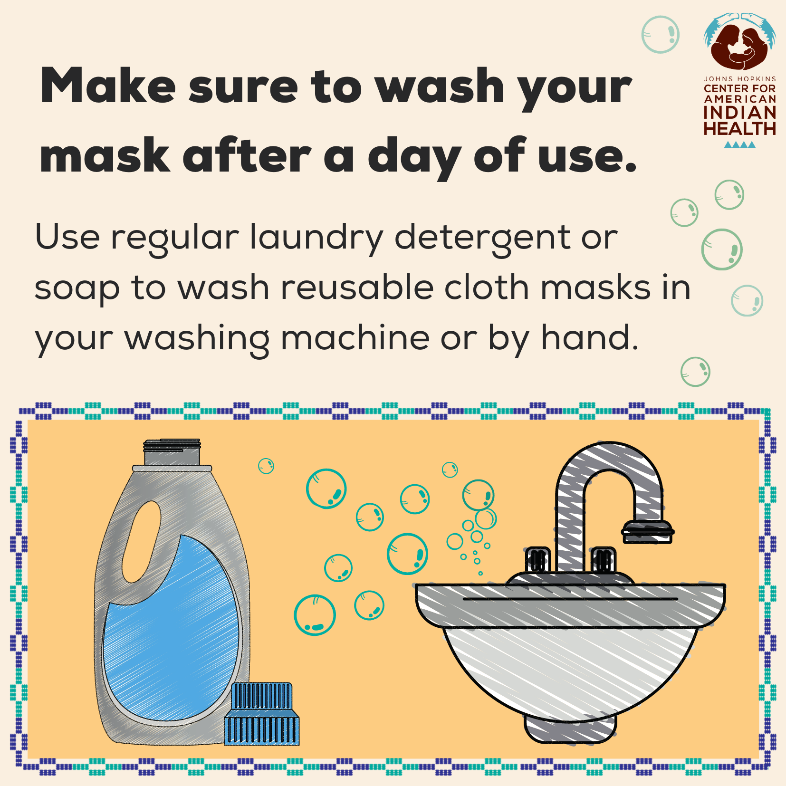 Make sure to wash your
mask after a day of use.
Use regular laundry detergent or
soap to wash reusable cloth masks in
your washing machine or by hand.
JOHNS HOPKINS
CENTER FOR
AMERICAN
INDIAN
HEALTH